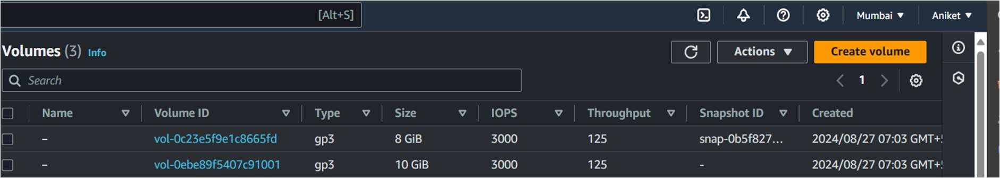 [Alt+S] Mumbai ▼ Aniket ▼
Volumes (3) Info Actions ▼ Create volume
Search < 1 >
Name Volume ID Type Size IOPS Throughput Snapshot ID Created
– vol-0c23e5f9e1c8665fd gp3 8 GiB 3000 125 snap-0b5f827... 2024/08/27 07:03 GMT+
– vol-0ebe89f5407c91001 gp3 10 GiB 3000 125 - 2024/08/27 07:03 GMT+